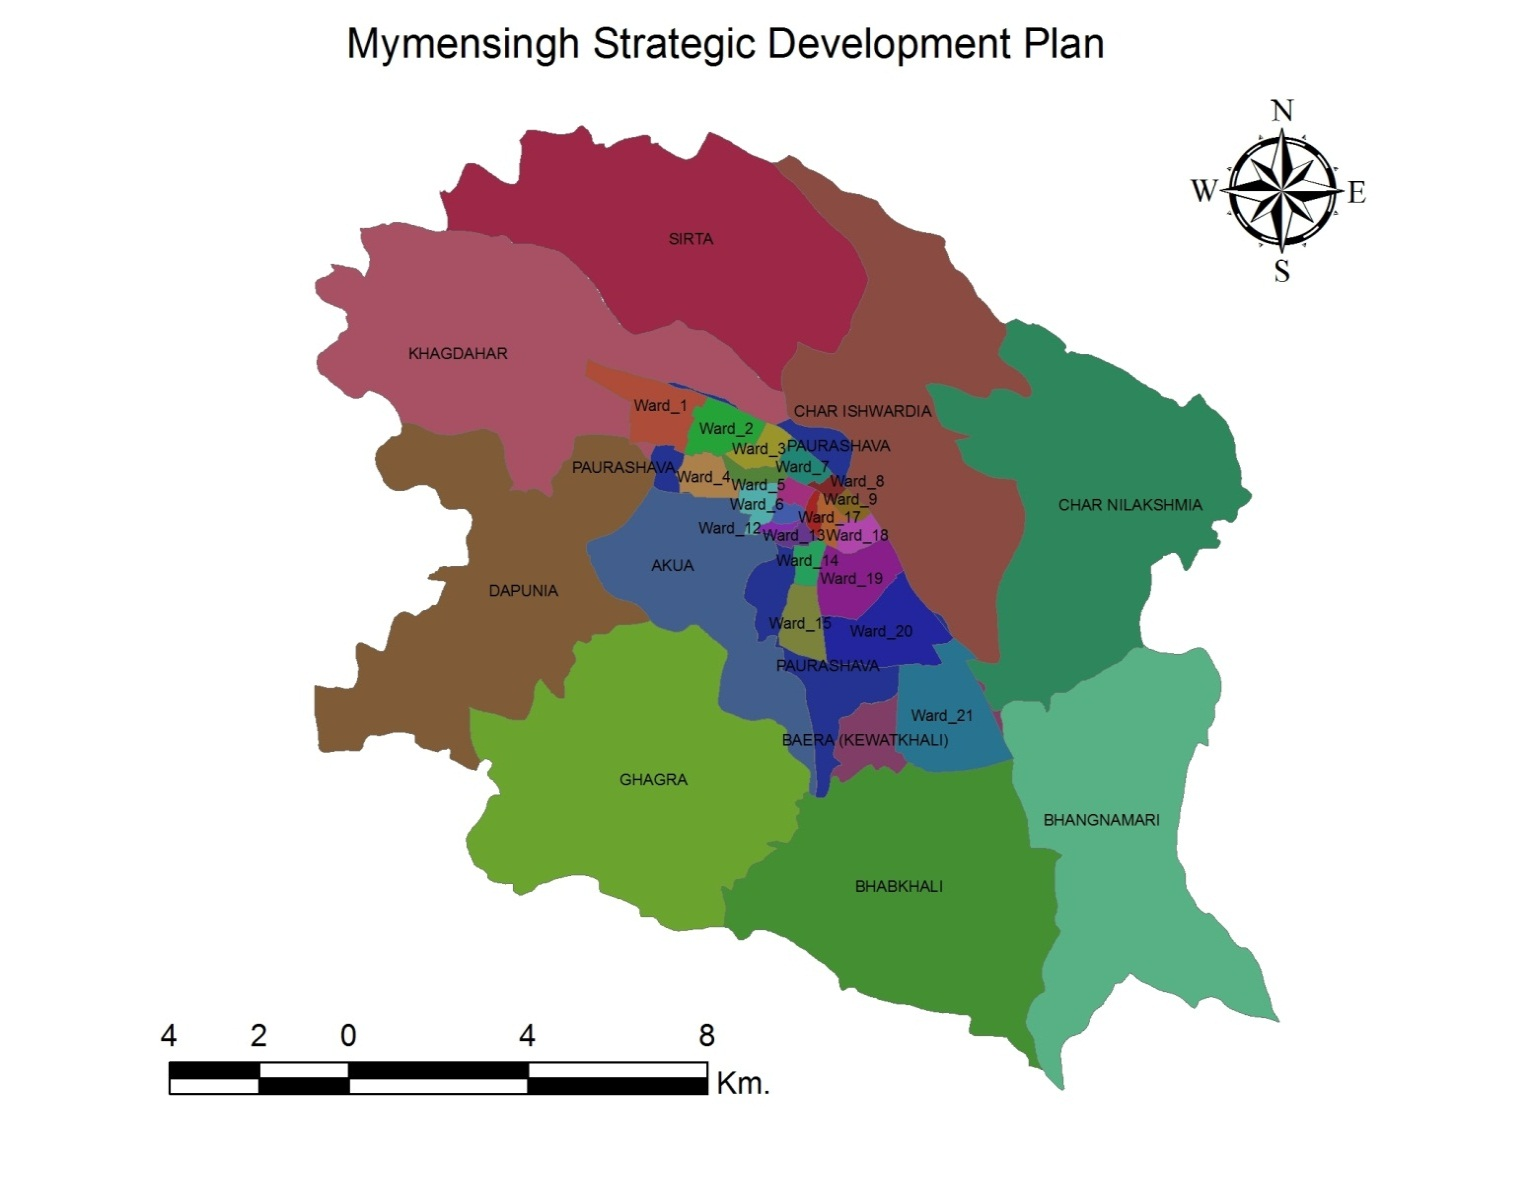 Mymensingh Strategic Development Plan
N
W
E
S
SIRTA
KHAGDAHAR
Ward_1
CHAR ISHWARDIA
Ward_2
Ward_3
PAURASHAVA
PAURASHAVA
Ward_7
Ward_4
Ward_5
Ward_8
Ward_6
Ward_9
CHAR NILAKSHMIA
Ward_17
Ward_12
Ward_13
Ward_18
Ward_14
AKUA
Ward_19
DAPUNIA
Ward_15
Ward_20
PAURASHAVA
Ward_21
BAERA (KEWATKHALI)
GHAGRA
BHANGNAMARI
BHABKHALI
4 2 0 4 8
Km.